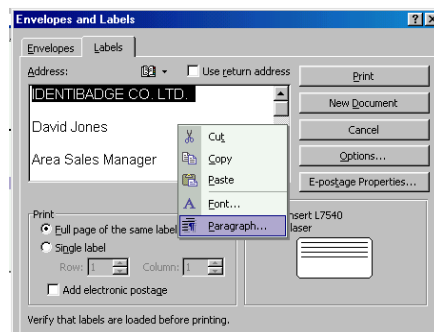 Envelopes and Labels
Envelopes Labels
Address: Use return address
IDENTIBADGE CO. LTD.
David Jones
Area Sales Manager
Print
New Document
Cancel
Options...
E-postage Properties...
Cut
Copy
Paste
Font...
Paragraph...
Print
Full page of the same label
Single label
Row: 1 Column: 1
Add electronic postage
nsert L7540
laser
Verify that labels are loaded before printing.